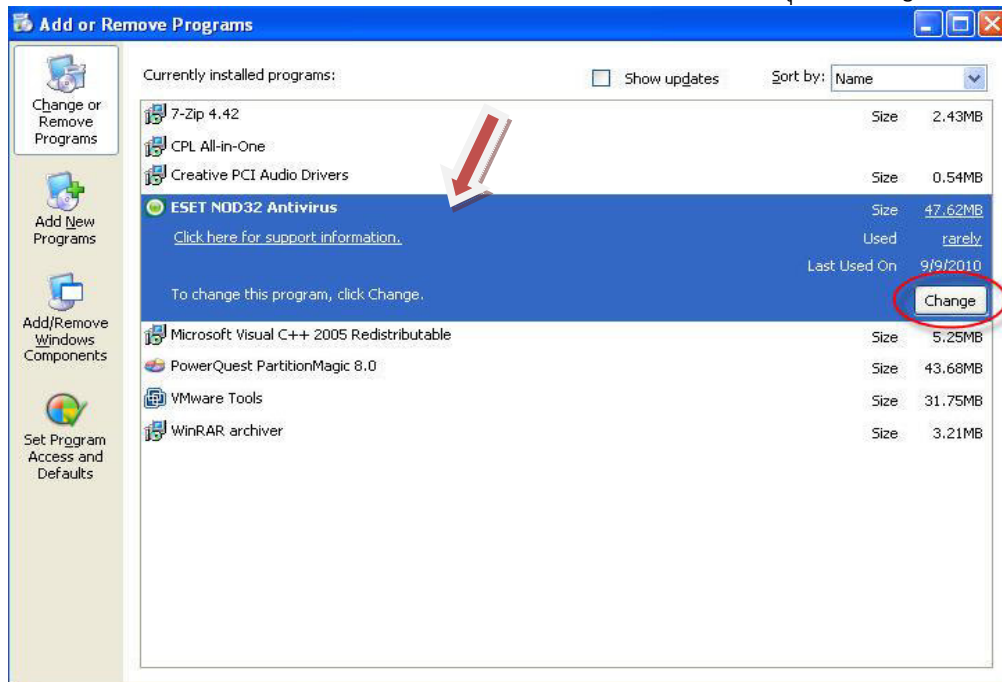 Add or Remove Programs
Change or
Remove
Programs
Add New
Programs
Add/Remove
Windows
Components
Set Program
Access and
Defaults
Currently installed programs:
Show updates
Sort by: Name
7-Zip 4.42 Size 2.43MB
CPL All-in-One
Creative PCI Audio Drivers Size 0.54MB
ESET NOD32 Antivirus Size 47.62MB
Click here for support information. Used rarely
Last Used On 9/9/2010
To change this program, click Change. Change
Microsoft Visual C++ 2005 Redistributable Size 5.25MB
PowerQuest PartitionMagic 8.0 Size 43.68MB
VMware Tools Size 31.75MB
WinRAR archiver Size 3.21MB